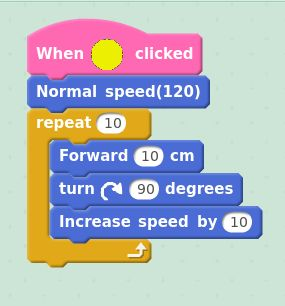 When clicked
Normal speed(120)
repeat 10
Forward 10 cm
turn 90 degrees
Increase speed by 10